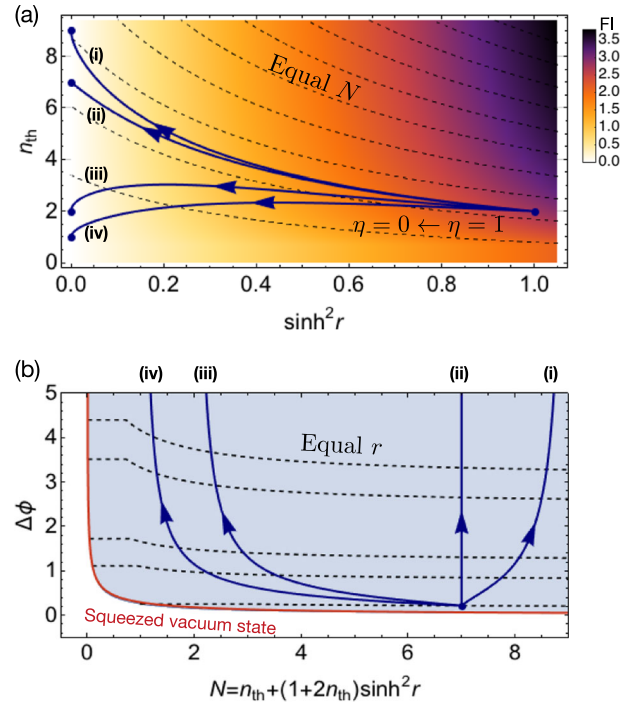 (a)
FI
8
6
4
2
0
n_th
(i)
(ii)
(iii)
(iv)
Equal N
η = 0 ← η = 1
3.5
3.0
2.5
2.0
1.5
1.0
0.5
0.0
0.0 0.2 0.4 0.6 0.8 1.0
sinh²r
(b)
(iv) (iii) (ii) (i)
5
4
3
2
1
0
Δϕ
Equal r
Squeezed vacuum state
0 2 4 6 8
N=n_th+(1+2n_th)sinh²r